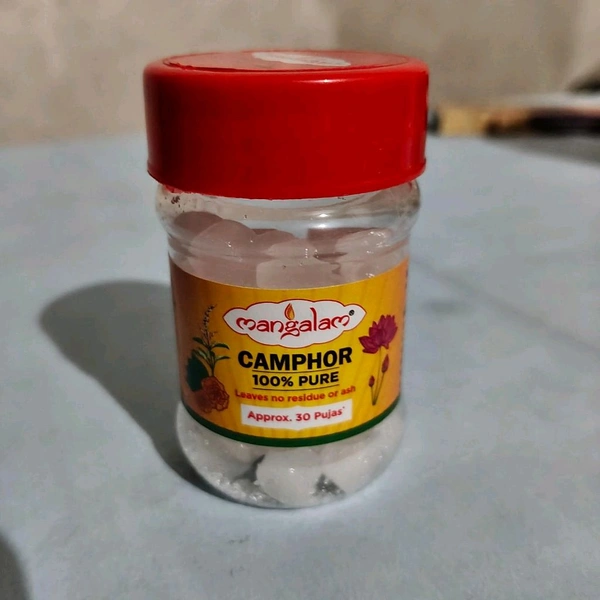 mangalam®
CAMPHOR
100% PURE
Leaves no residue or ash
Approx. 30 Pujas*